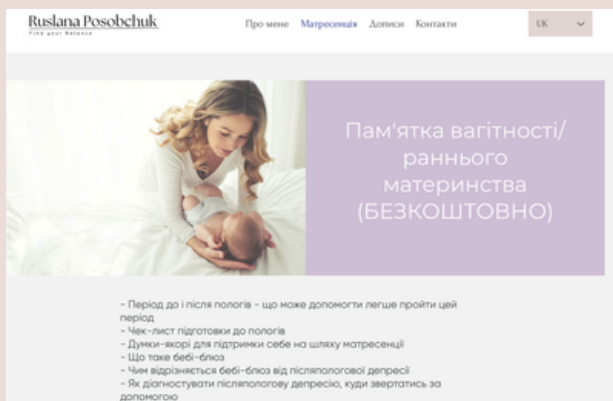 Ruslana Posobchuk
Find your Balance
Про мене Матресенція Дописи Контакти
UK
Пам'ятка вагітності/
раннього
материнства
(БЕЗКОШТОВНО)
- Період до і після пологів - що може допомогти легше пройти цей
період
- Чек-лист підготовки до пологів
- Думки-якорі для підтримки себе на шляху матресенції
- Що таке бебі-блюз
- Чим відрізняється бебі-блюз від післяпологової депресії
- Як діагностувати післяпологову депресію, куди звертатись за
допомогою